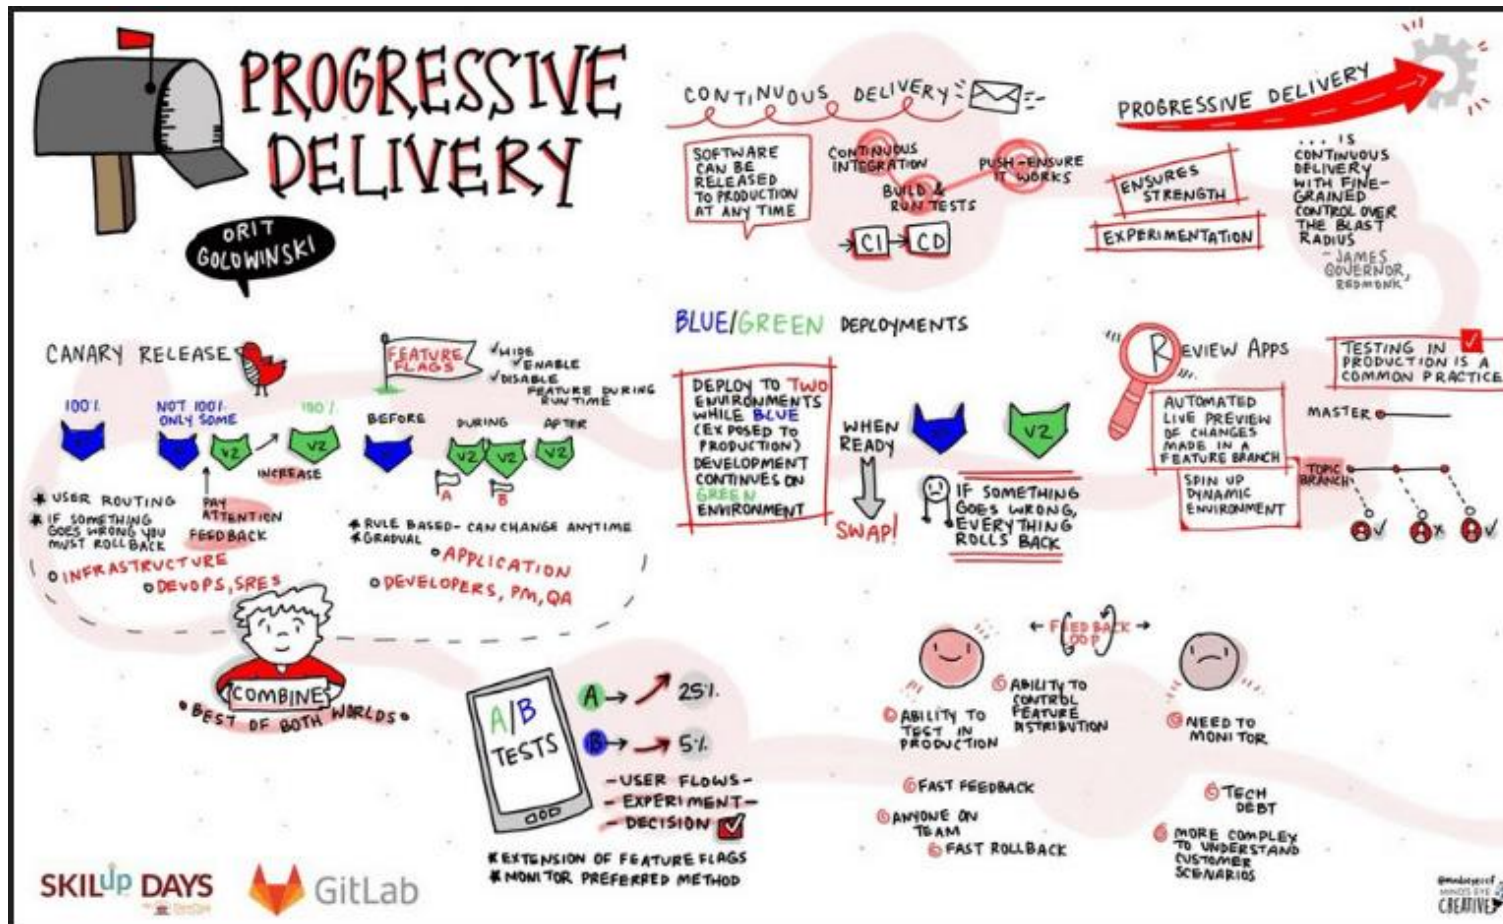 PROGRESSIVE
DELIVERY
ORIT
GOLOWINSKI
CONTINUOUS DELIVERY
SOFTWARE
CAN BE
RELEASED
TO PRODUCTION
AT ANY TIME
CONTINUOUS
INTEGRATION
BUILD &
RUN TESTS
PUSH-ENSURE
IT WORKS
CI
CD
PROGRESSIVE DELIVERY
ENSURES
STRENGTH
EXPERIMENTATION
... IS
CONTINUOUS
DELIVERY
WITH FINE-
GRAINED
CONTROL OVER
THE BLAST
RADIUS
- JAMES
GOVERNOR,
REDMONK
CANARY RELEASE
100%
NOT 100%
ONLY SOME
100%
V2
V2
INCREASE
* USER ROUTING
* IF SOMETHING
GOES WRONG YOU
MUST ROLL BACK
PAY
ATTENTION
FEEDBACK
INFRASTRUCTURE
DEVOPS, SRES
FEATURE
FLAGS
✓HIDE
✓ENABLE
✓DISABLE
FEATURE DURING
RUNTIME
BEFORE
DURING
AFTER
V2
V2
V2
A
B
* RULE BASED- CAN CHANGE ANYTIME
* GRADUAL
APPLICATION
DEVELOPERS, PM, QA
COMBINE
• BEST OF BOTH WORLDS •
BLUE/GREEN DEPLOYMENTS
DEPLOY TO TWO
ENVIRONMENTS
WHILE BLUE
(EXPOSED TO
PRODUCTION)
DEVELOPMENT
CONTINUES ON
GREEN
ENVIRONMENT
WHEN
READY
SWAP!
V2
IF SOMETHING
GOES WRONG,
EVERYTHING
ROLLS BACK
REVIEW APPS
AUTOMATED
LIVE PREVIEW
OF CHANGES
MADE IN A
FEATURE BRANCH
SPIN UP
DYNAMIC
ENVIRONMENT
TESTING IN
PRODUCTION IS A
COMMON PRACTICE
MASTER
TOPIC
BRANCH
A/B
TESTS
A
25%
B
5%
- USER FLOWS -
- EXPERIMENT -
- DECISION
* EXTENSION OF FEATURE FLAGS
* MONITOR PREFERRED METHOD
FEEDBACK
LOOP
ABILITY TO
CONTROL
FEATURE
DISTRIBUTION
ABILITY TO
TEST IN
PRODUCTION
FAST FEEDBACK
ANYONE ON
TEAM
FAST ROLLBACK
NEED TO
MONITOR
TECH
DEBT
MORE COMPLEX
TO UNDERSTAND
CUSTOMER
SCENARIOS
SKILup DAYS
GitLab
MIND'S EYE
CREATIVE